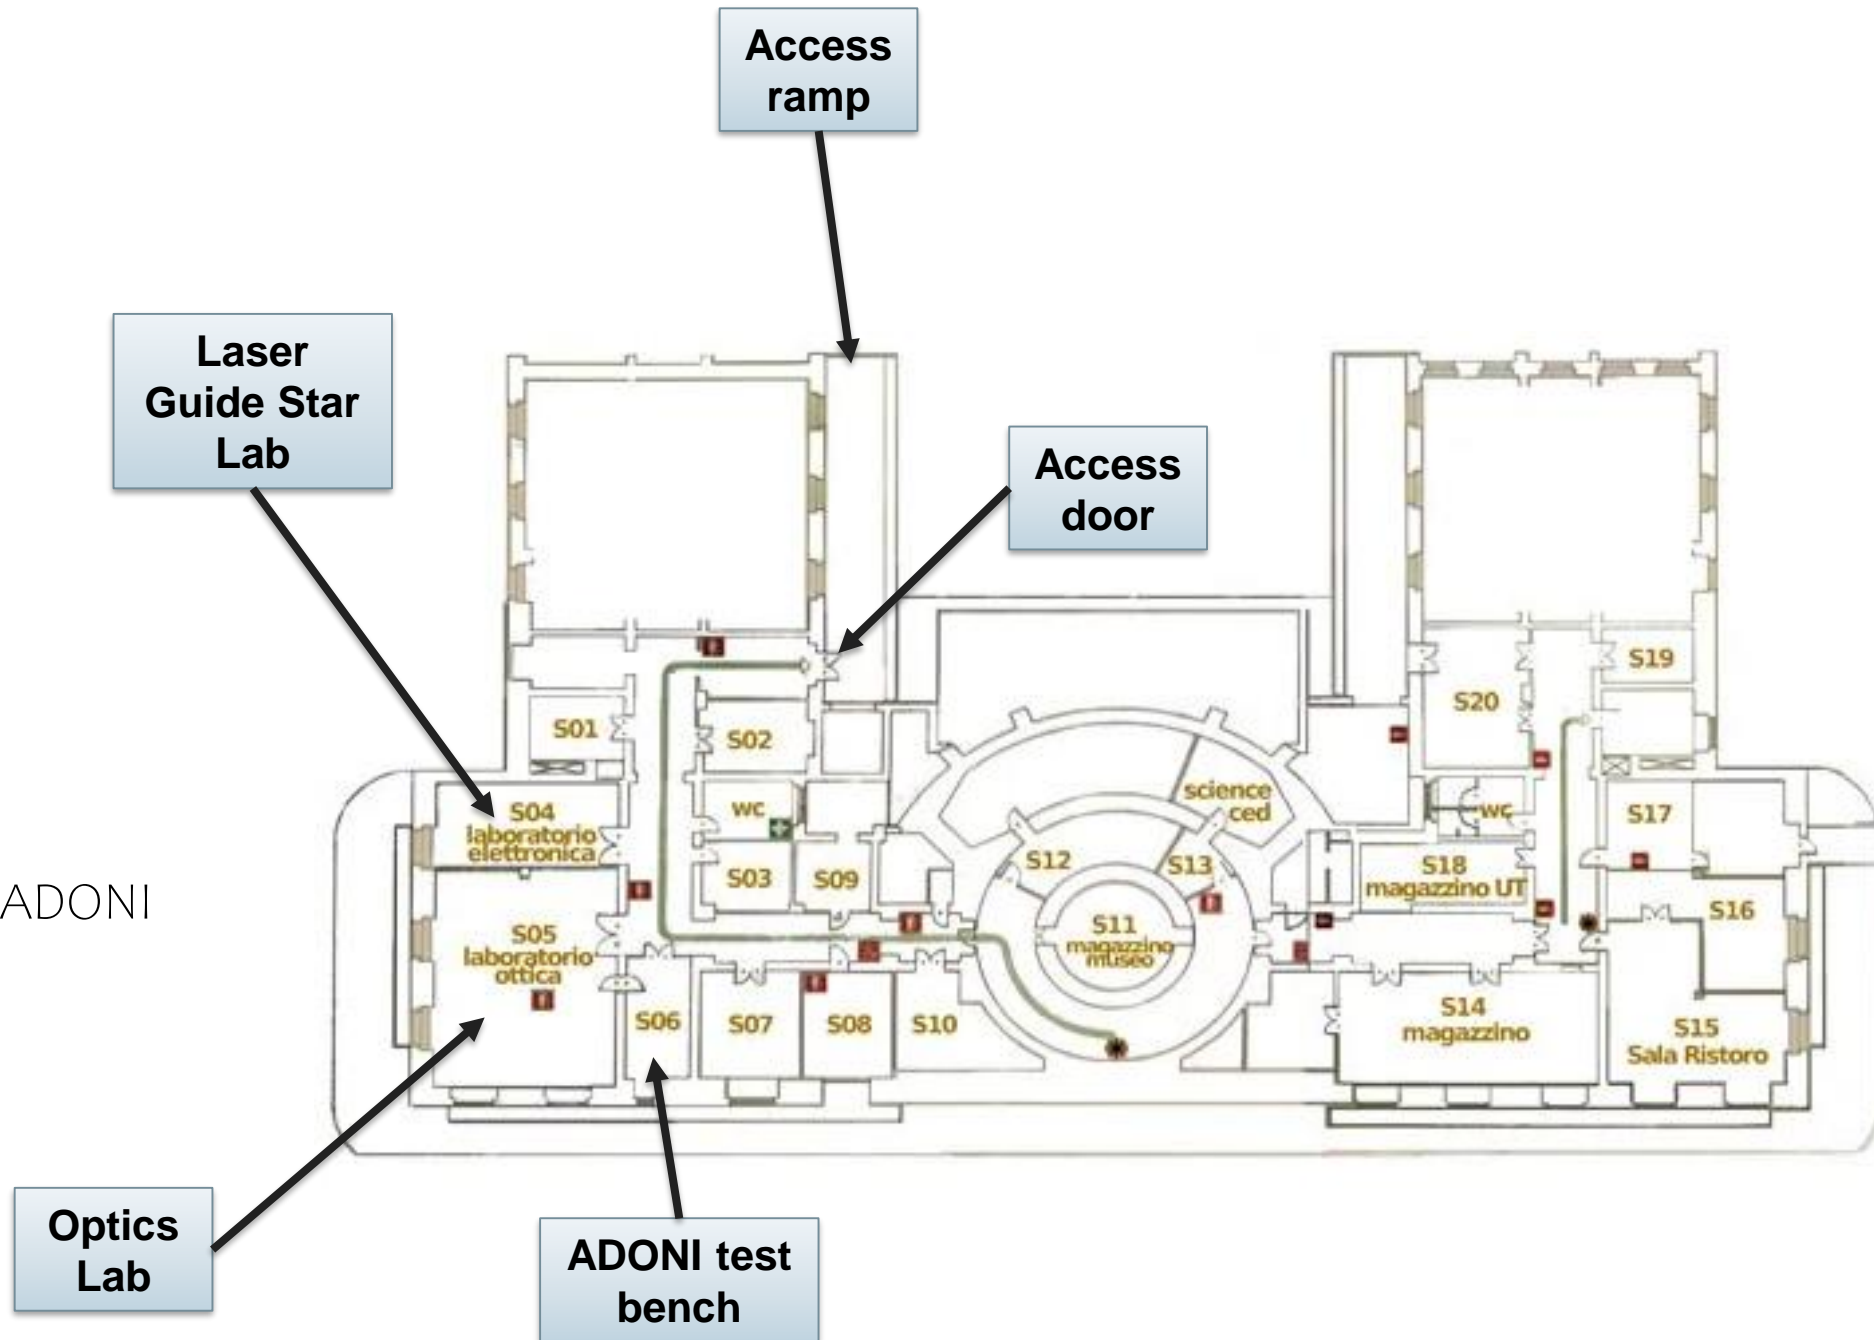 Access
ramp
Laser
Guide Star
Lab
Access
door
S01
S02
S19
S20
S04
laboratorio
elettronica
wc
science
ced
wc
S17
S03
S09
S12
S13
S18
magazzino UT
ADONI
S05
laboratorio
ottica
S11
magazzino
museo
S16
S06
S07
S08
S10
S14
magazzino
S15
Sala Ristoro
Optics
Lab
ADONI test
bench